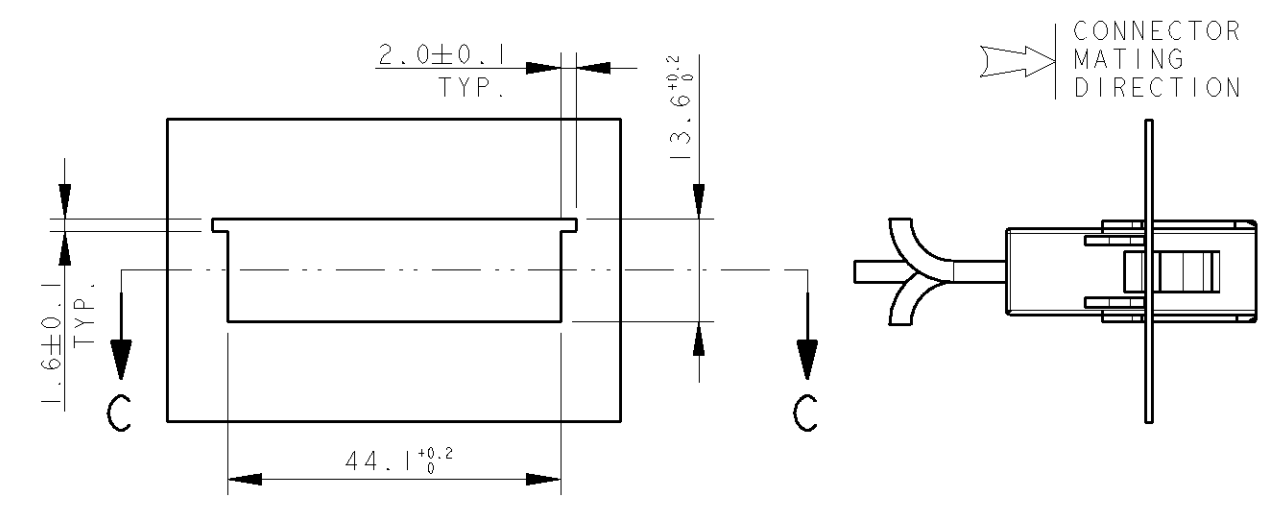 2.0±0.1
TYP.
13.6 +0.2 0
CONNECTOR
MATING
DIRECTION
1.6±0.1
TYP.
C
C
44.1 +0.2 0